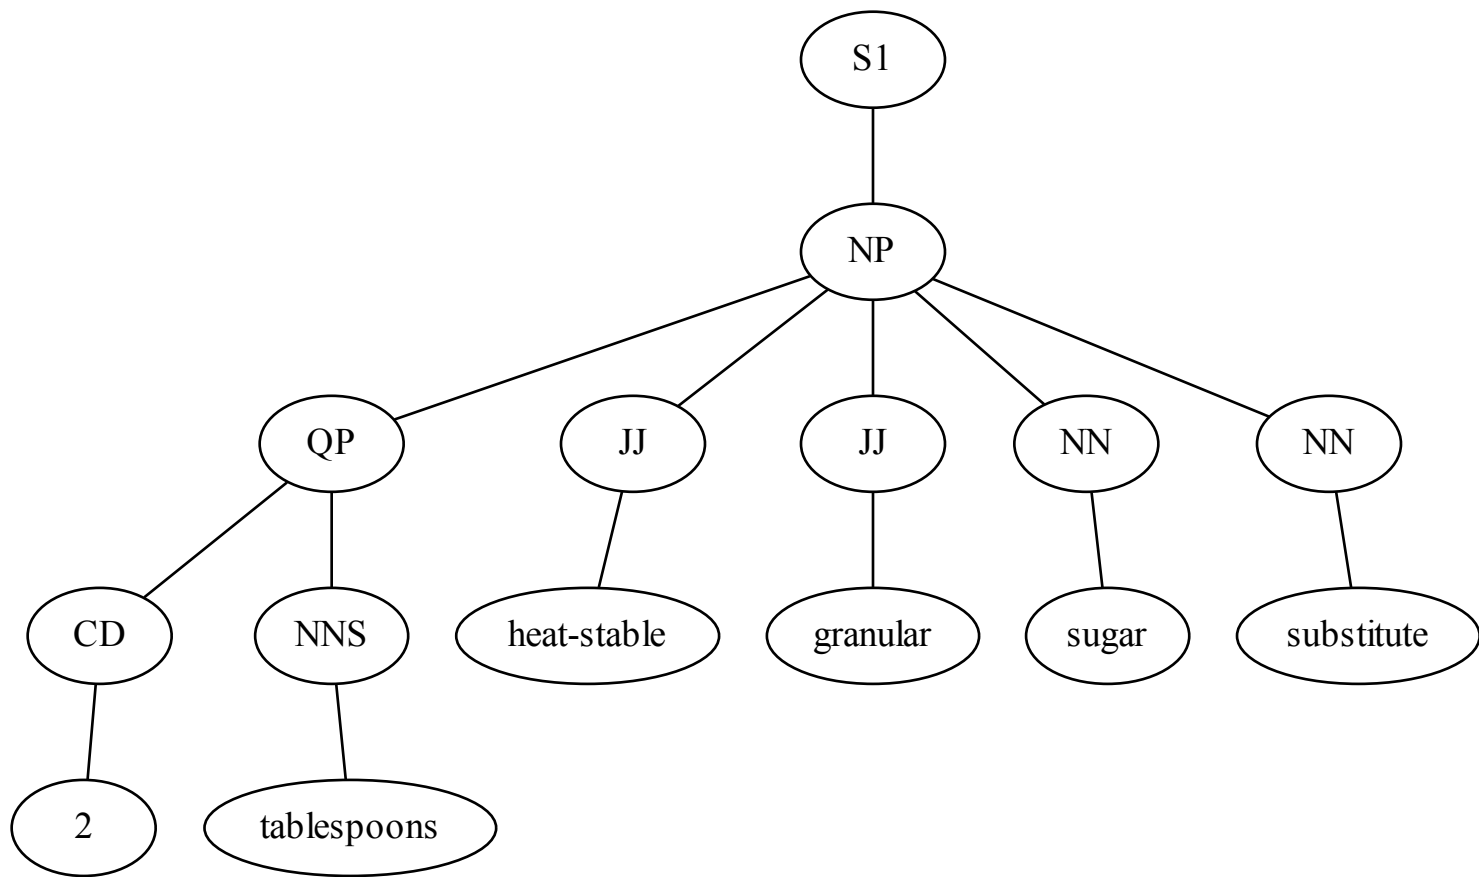 S1
NP
QP JJ JJ NN NN
CD NNS heat-stable granular sugar substitute
2 tablespoons